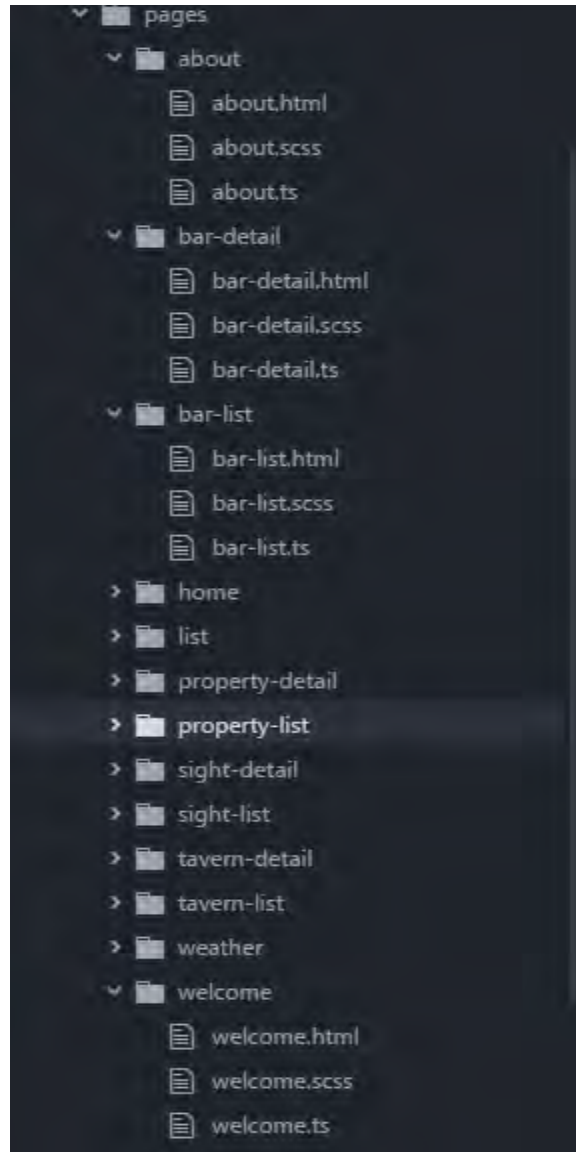 pages
about
about.html
about.scss
about.ts
bar-detail
bar-detail.html
bar-detail.scss
bar-detail.ts
bar-list
bar-list.html
bar-list.scss
bar-list.ts
home
list
property-detail
property-list
sight-detail
sight-list
tavern-detail
tavern-list
weather
welcome
welcome.html
welcome.scss
welcome.ts